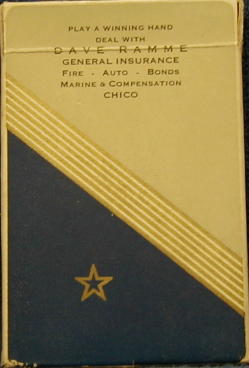 PLAY A WINNING HAND
DEAL WITH
DAVE RAMME
GENERAL INSURANCE
FIRE - AUTO - BONDS
MARINE & COMPENSATION
CHICO